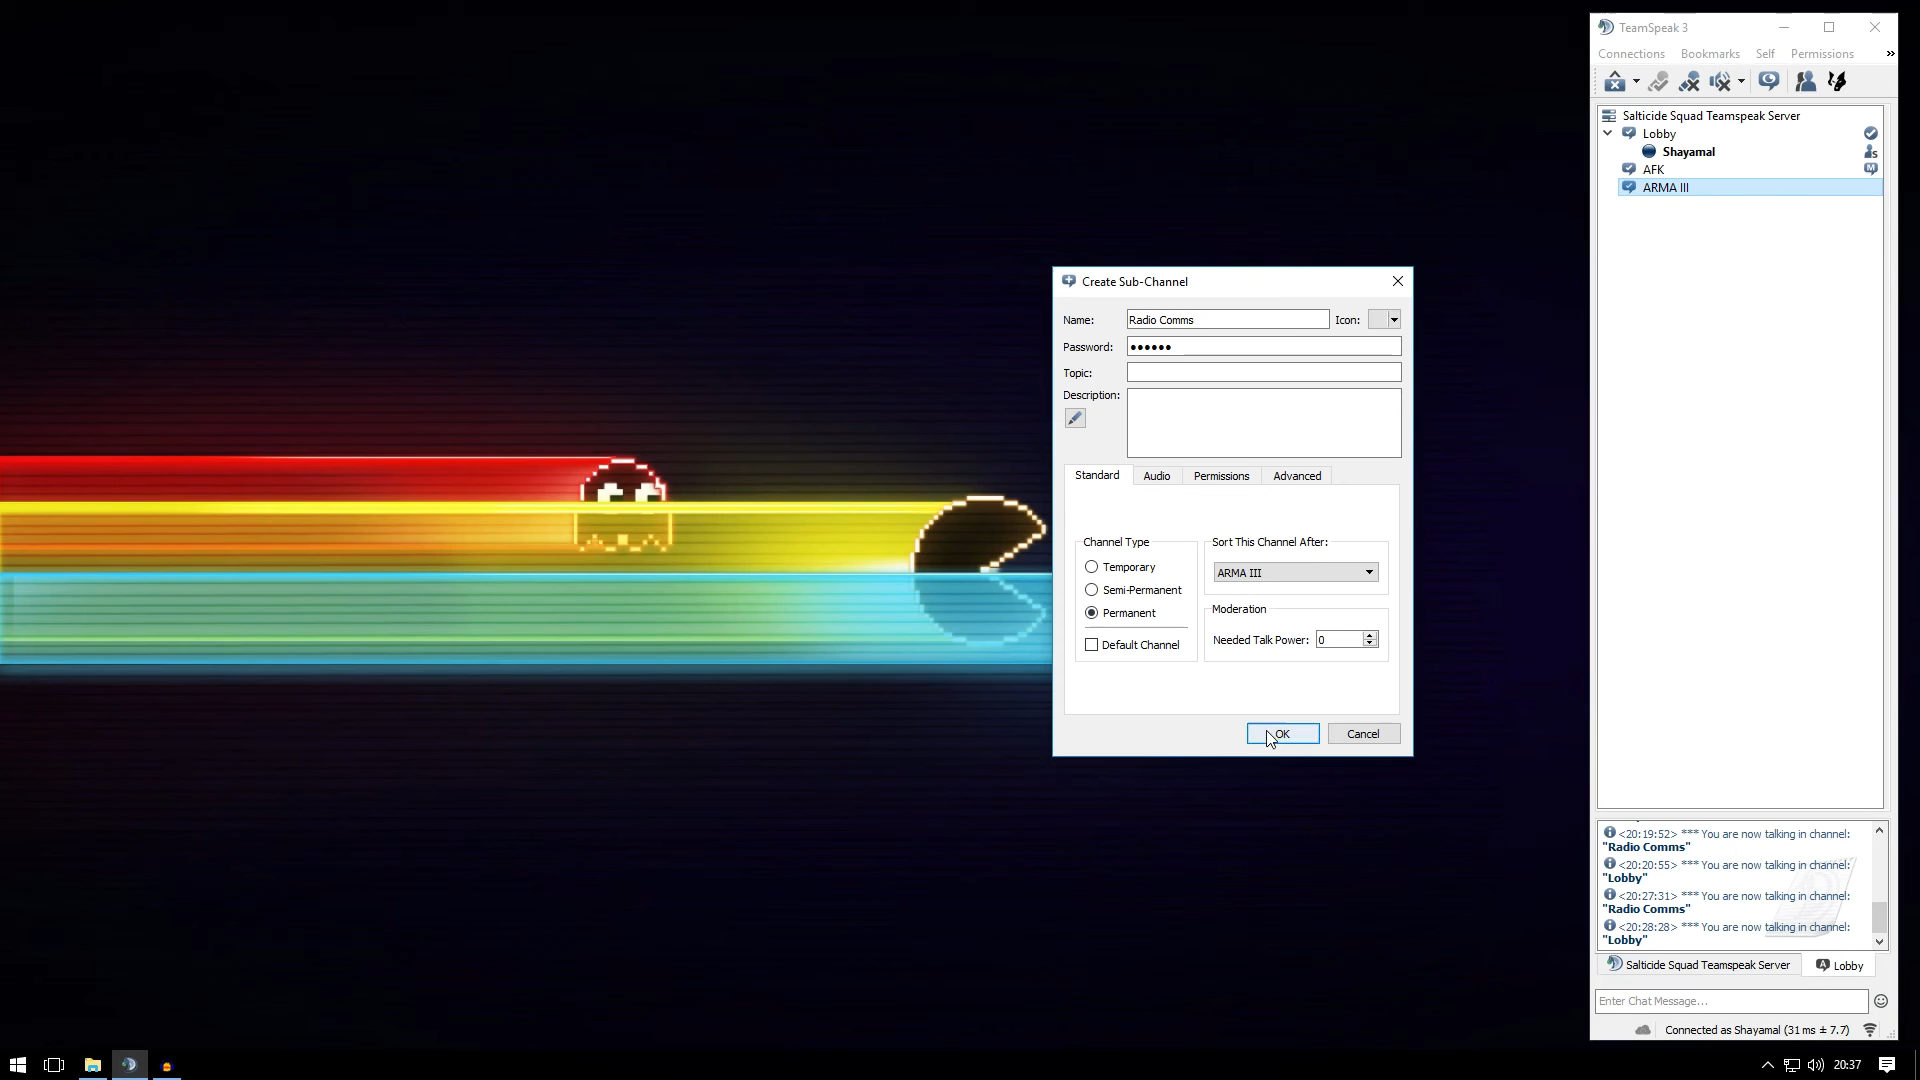 TeamSpeak 3
Connections Bookmarks Self Permissions »
Salticide Squad Teamspeak Server
Lobby
Shayamal
AFK
ARMA III
Create Sub-Channel
Name: Radio Comms Icon:
Password: ●●●●●●
Topic:
Description:
Standard Audio Permissions Advanced
Channel Type
Temporary
Semi-Permanent
Permanent
Default Channel
Sort This Channel After:
ARMA III
Moderation
Needed Talk Power: 0
OK Cancel
<20:19:52> *** You are now talking in channel:
"Radio Comms"
<20:20:55> *** You are now talking in channel:
"Lobby"
<20:27:31> *** You are now talking in channel:
"Radio Comms"
<20:28:28> *** You are now talking in channel:
"Lobby"
Salticide Squad Teamspeak Server Lobby
Enter Chat Message...
Connected as Shayamal (31 ms ± 7.7)
20:37